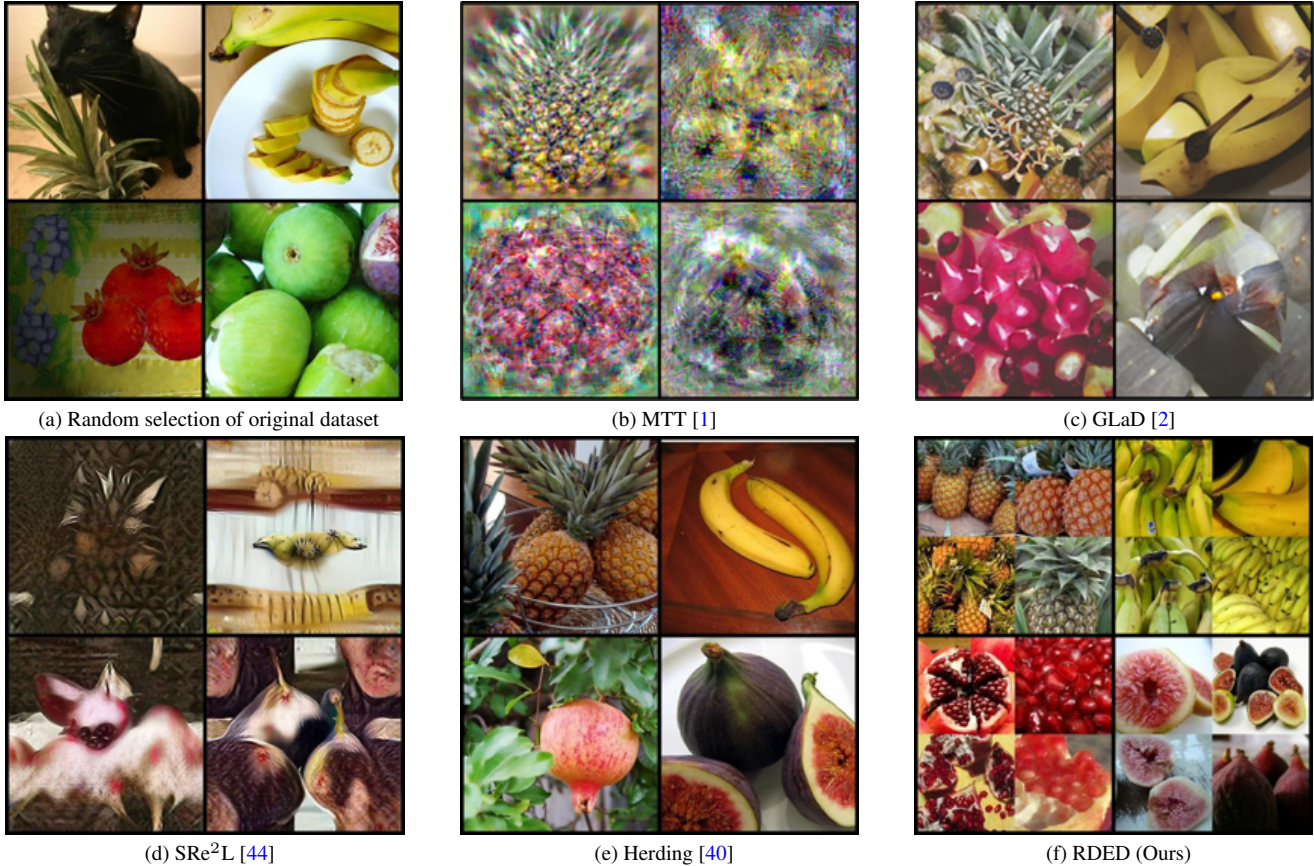 (a) Random selection of original dataset
(b) MTT [1]
(c) GLaD [2]
(d) SRe²L [44]
(e) Herding [40]
(f) RDED (Ours)